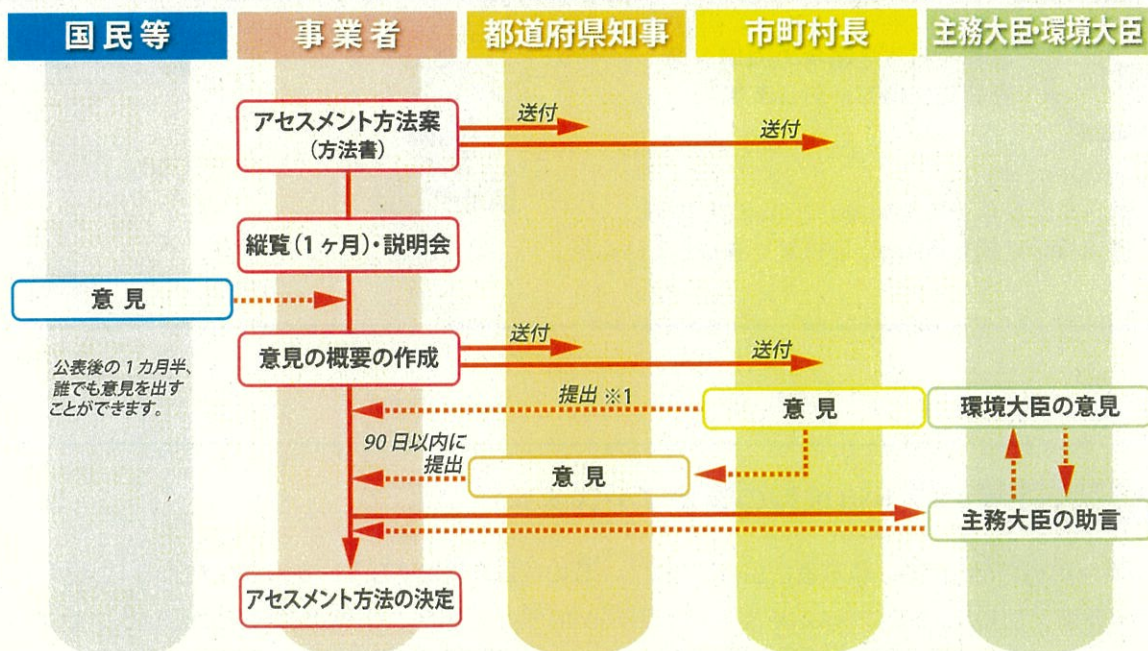 国民等
事業者
都道府県知事
市町村長
主務大臣・環境大臣
アセスメント方法案
(方法書)
送付
送付
縦覧(1ヶ月)・説明会
意見
公表後の1カ月半、
誰でも意見を出す
ことができます。
意見の概要の作成
送付
送付
提出 ※1
意見
環境大臣の意見
90日以内に
提出
意見
主務大臣の助言
アセスメント方法の決定